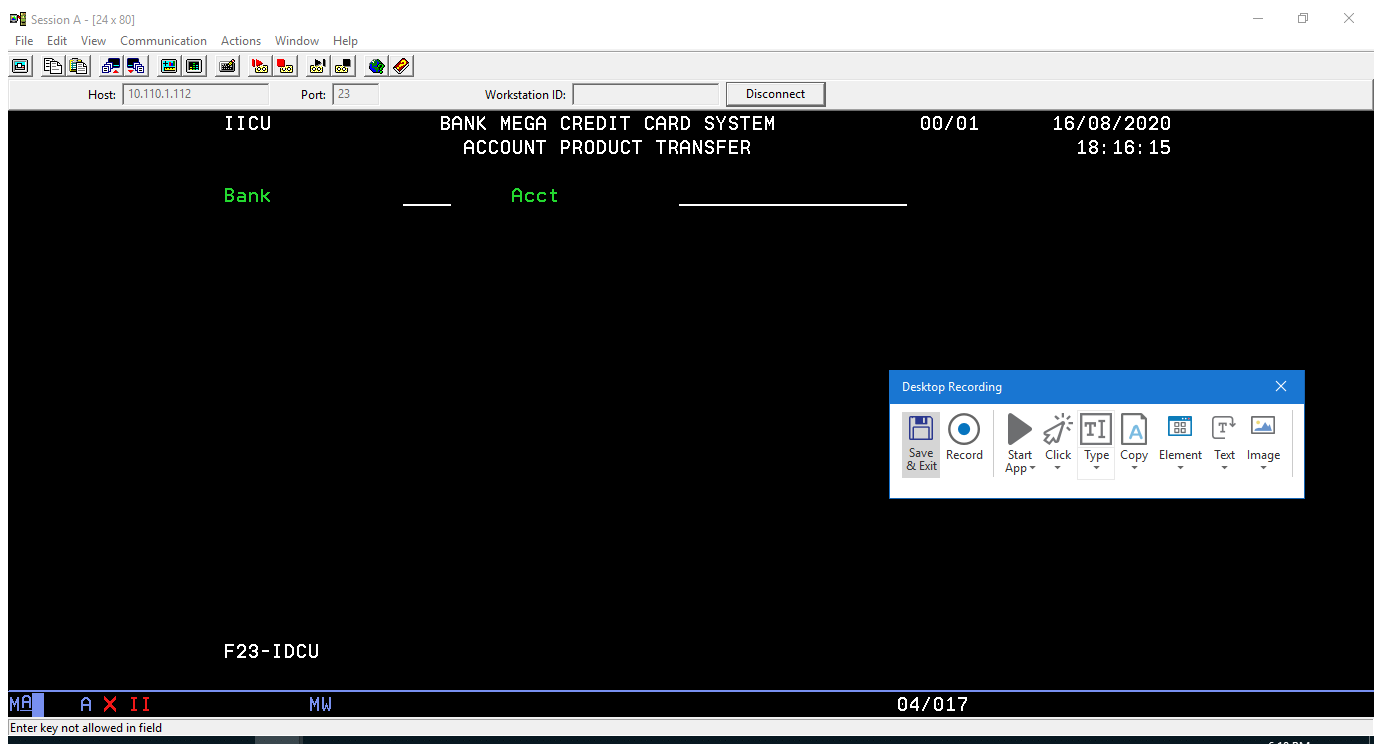 Session A - [24 x 80]
File Edit View Communication Actions Window Help
Host: 10.110.1.112 Port: 23 Workstation ID: Disconnect
IICU BANK MEGA CREDIT CARD SYSTEM 00/01 16/08/2020
ACCOUNT PRODUCT TRANSFER 18:16:15
Bank Acct
Desktop Recording
Save & Exit Record Start App Click Type Copy Element Text Image
F23-IDCU
MA A X II MW 04/017
Enter key not allowed in field